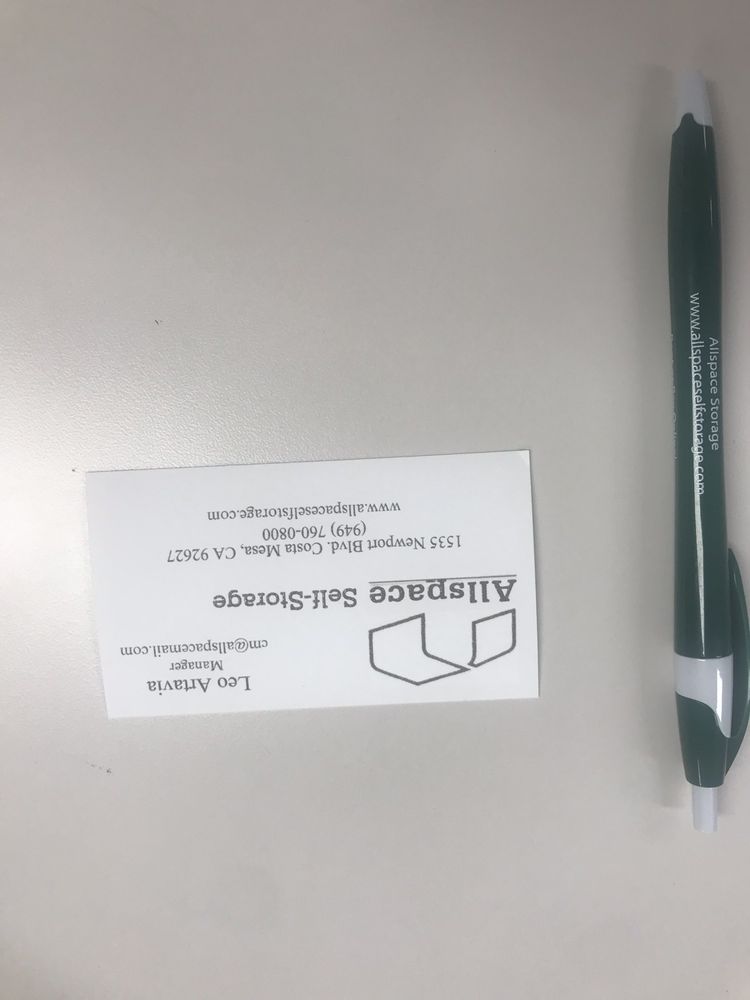 Leo Artavia
Manager
cm@allspacemail.com
Allspace Self-Storage
1535 Newport Blvd. Costa Mesa, CA 92627
(949) 760-0800
www.allspaceselfstorage.com
Allspace Storage
www.allspaceselfstorage.com